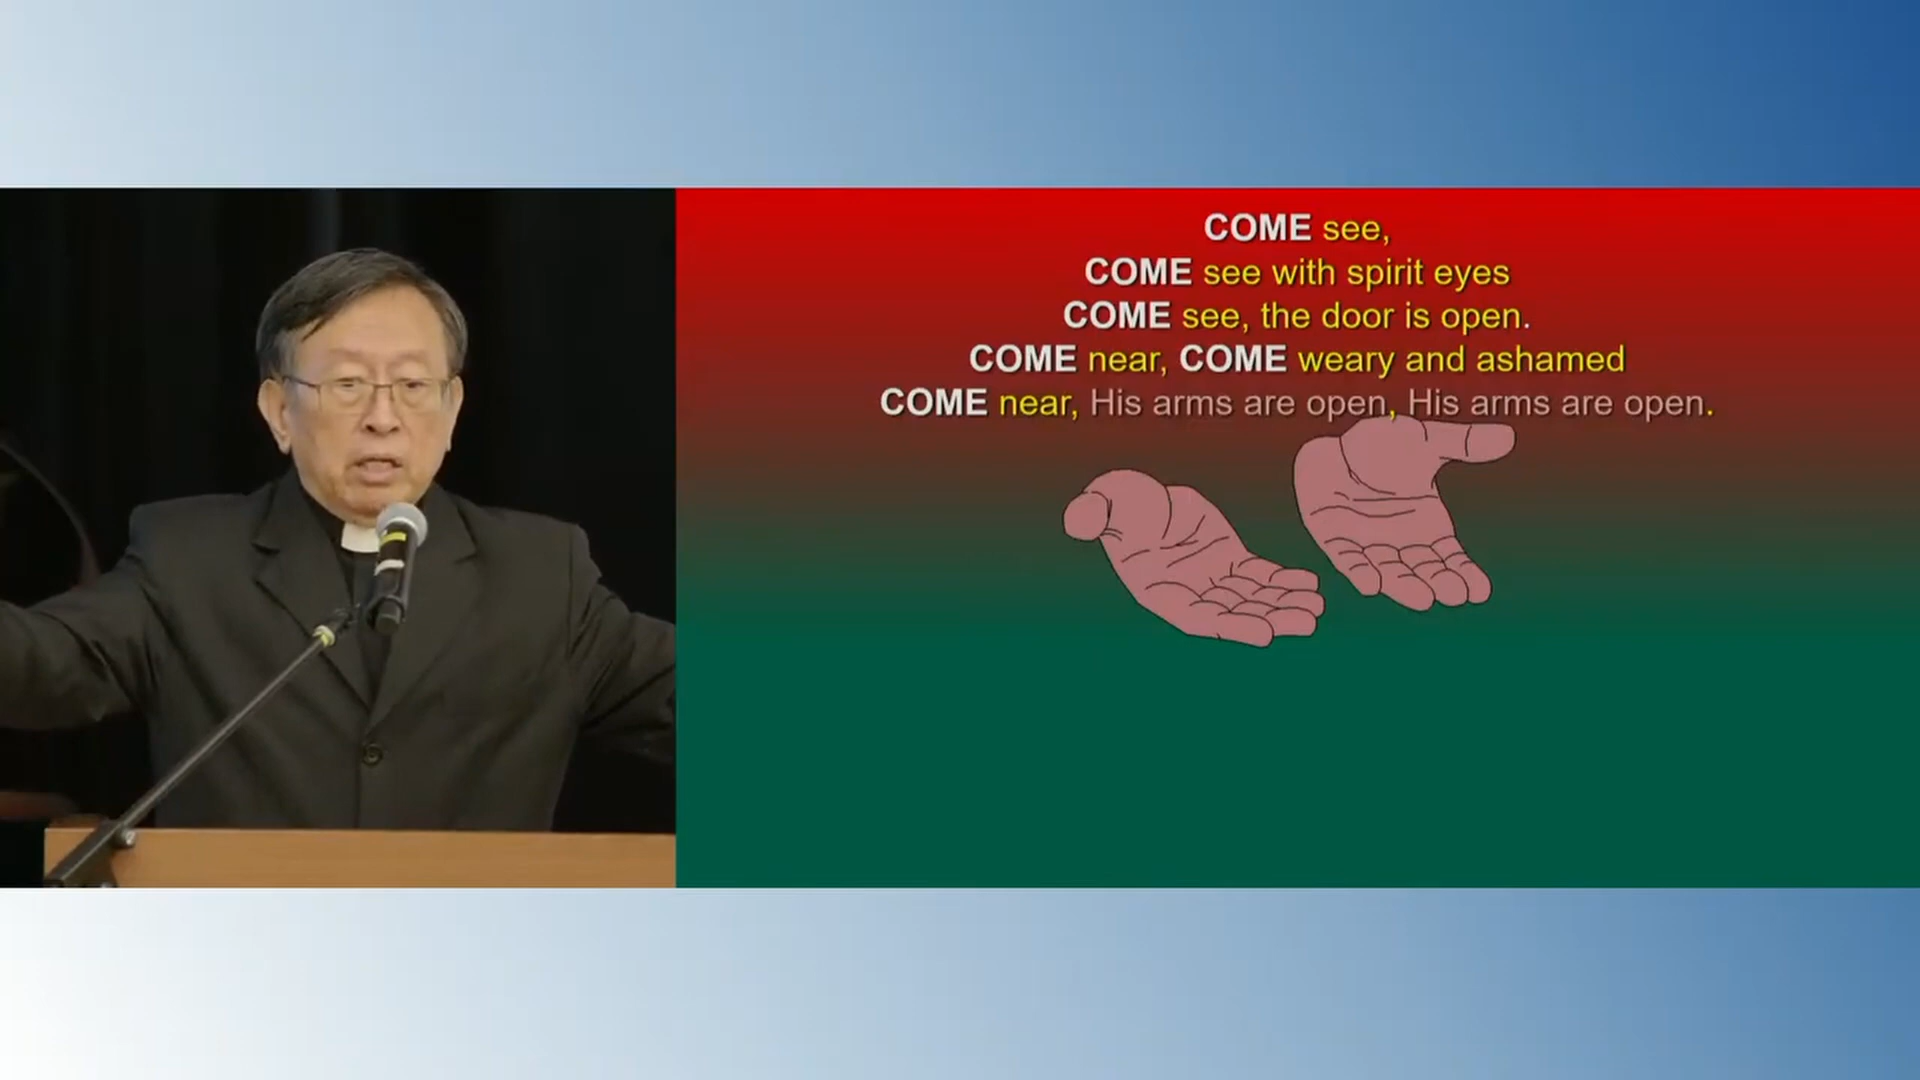 COME see,
COME see with spirit eyes
COME see, the door is open.
COME near, COME weary and ashamed
COME near, His arms are open, His arms are open.